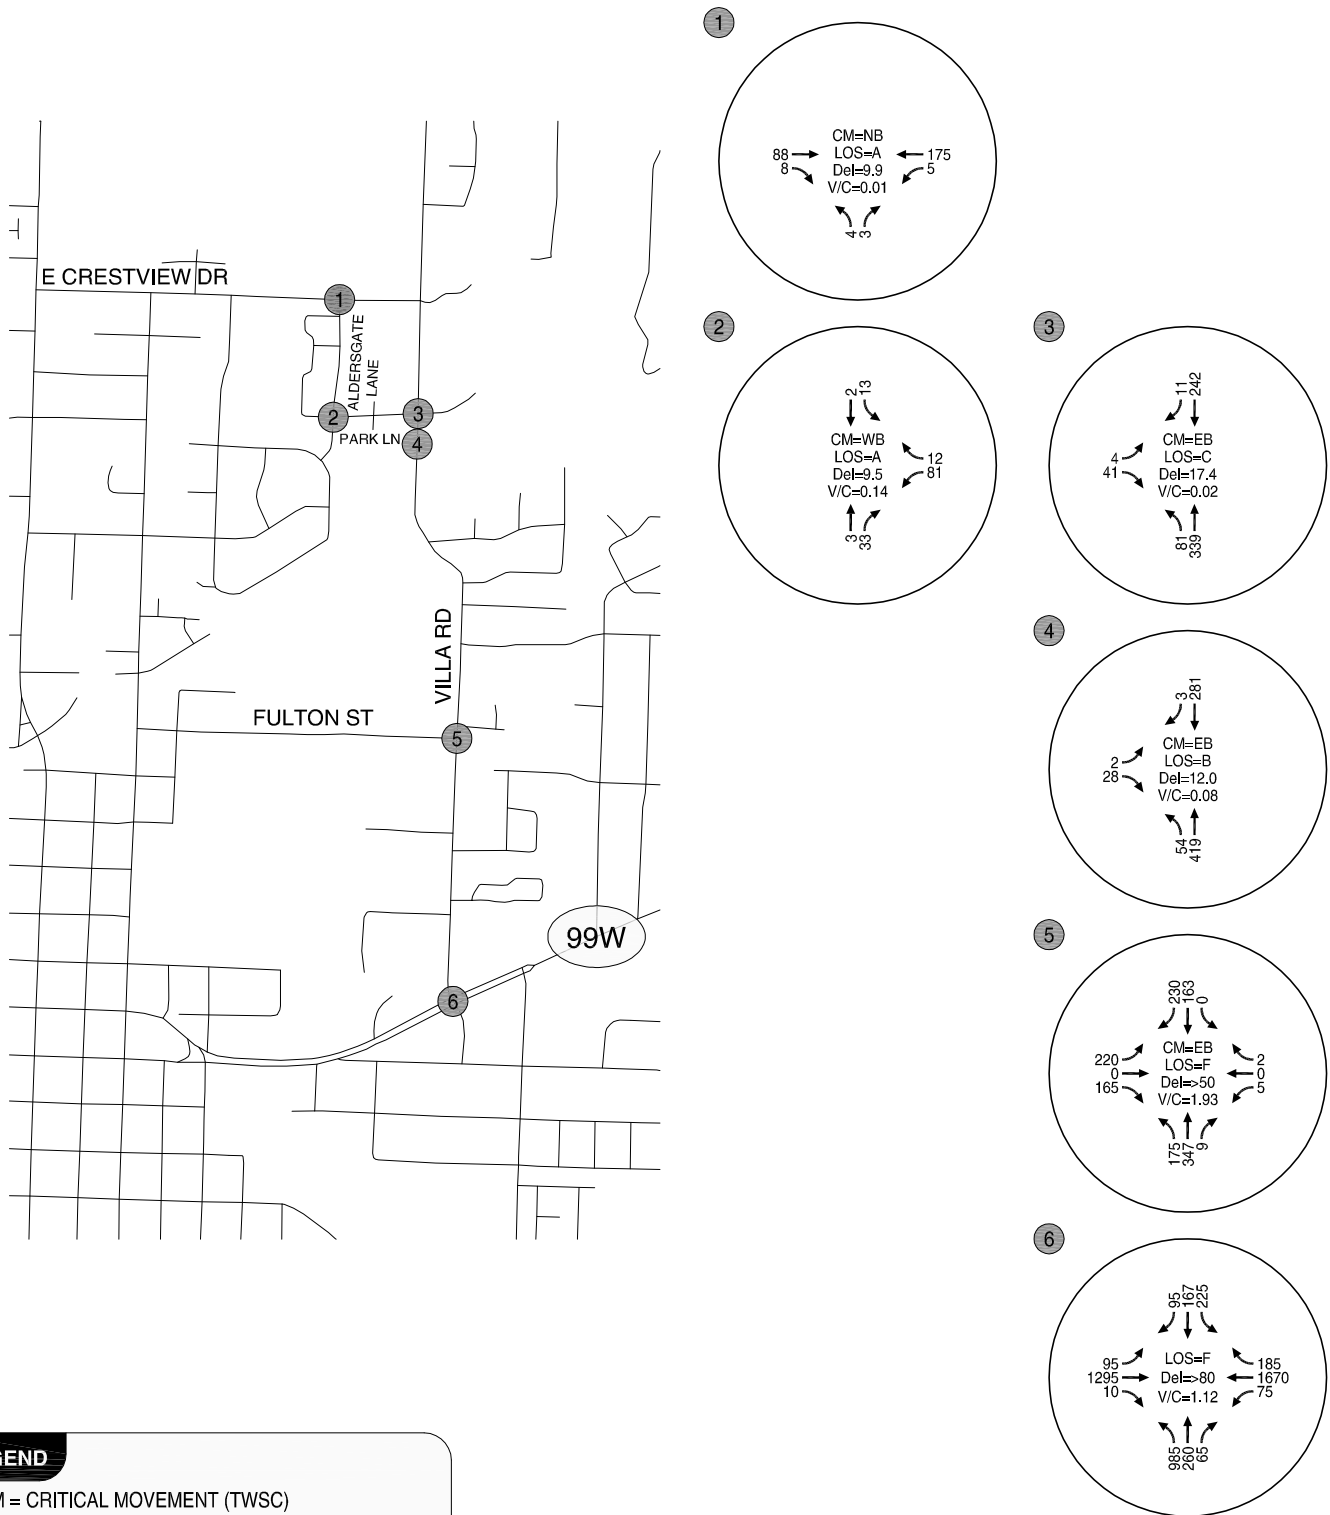 1
CM=NB
LOS=A
Del=9.9
V/C=0.01
88
8
175
5
4
3
2
2
13
CM=WB
LOS=A
Del=9.5
V/C=0.14
12
81
3
33
3
11
242
CM=EB
LOS=C
Del=17.4
V/C=0.02
4
41
81
339
4
3
281
CM=EB
LOS=B
Del=12.0
V/C=0.08
2
28
54
419
5
230
163
0
CM=EB
LOS=F
Del=>50
V/C=1.93
220
0
165
2
0
5
175
347
9
6
95
167
225
LOS=F
Del=>80
V/C=1.12
95
1295
10
185
1670
75
985
260
65
E CRESTVIEW DR
1
ALDERSGATE
LANE
2
3
PARK LN
4
VILLA RD
FULTON ST
5
99W
6
GEND
M = CRITICAL MOVEMENT (TWSC)